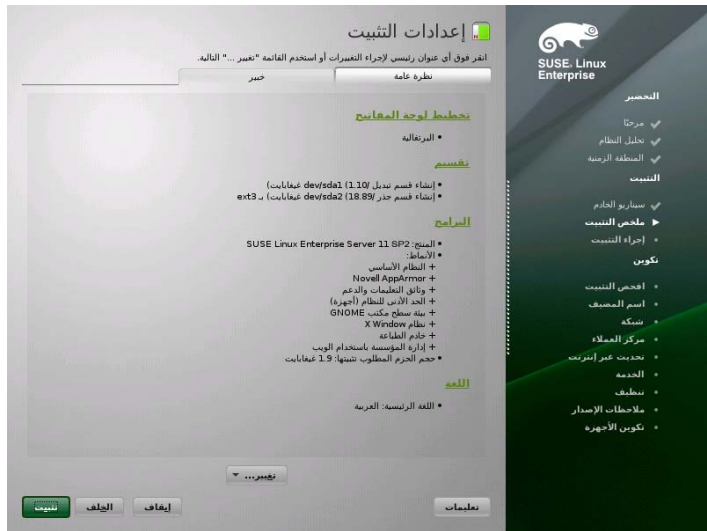 SUSE. Linux
Enterprise
التحضير
مرحبًا
تحليل النظام
المنطقة الزمنية
التثبيت
سيناريو الخادم
ملخص التثبيت
إجراء التثبيت
تكوين
افحص التثبيت
اسم المضيف
شبكة
مركز العملاء
تحديث عبر إنترنت
الخدمة
تنظيف
ملاحظات الإصدار
تكوين الأجهزة
إعدادات التثبيت
انقر فوق أي عنوان رئيسي لإجراء التغييرات أو استخدم القائمة "تغيير ..." التالية.
نظرة عامة
خبير
تخطيط لوحة المفاتيح
• البرتغالية
تقسيم
• إنشاء قسم تبديل /dev/sda1 (1.10 غيغابايت)
• إنشاء قسم جذر /dev/sda2 (18.89 غيغابايت) بـ ext3
البرامج
• المنتج: SUSE Linux Enterprise Server 11 SP2
• الأنماط:
+ النظام الأساسي
+ Novell AppArmor
+ وثائق التعليمات والدعم
+ الحد الأدنى للنظام (أجهزة)
+ بيئة سطح مكتب GNOME
+ نظام X Window
+ خادم الطباعة
+ إدارة المؤسسة باستخدام الويب
• حجم الحزم المطلوب تثبيتها: 1.9 غيغابايت
اللغة
• اللغة الرئيسية: العربية
تغيير...
تعليمات
إيقاف
الخلف
تثبيت